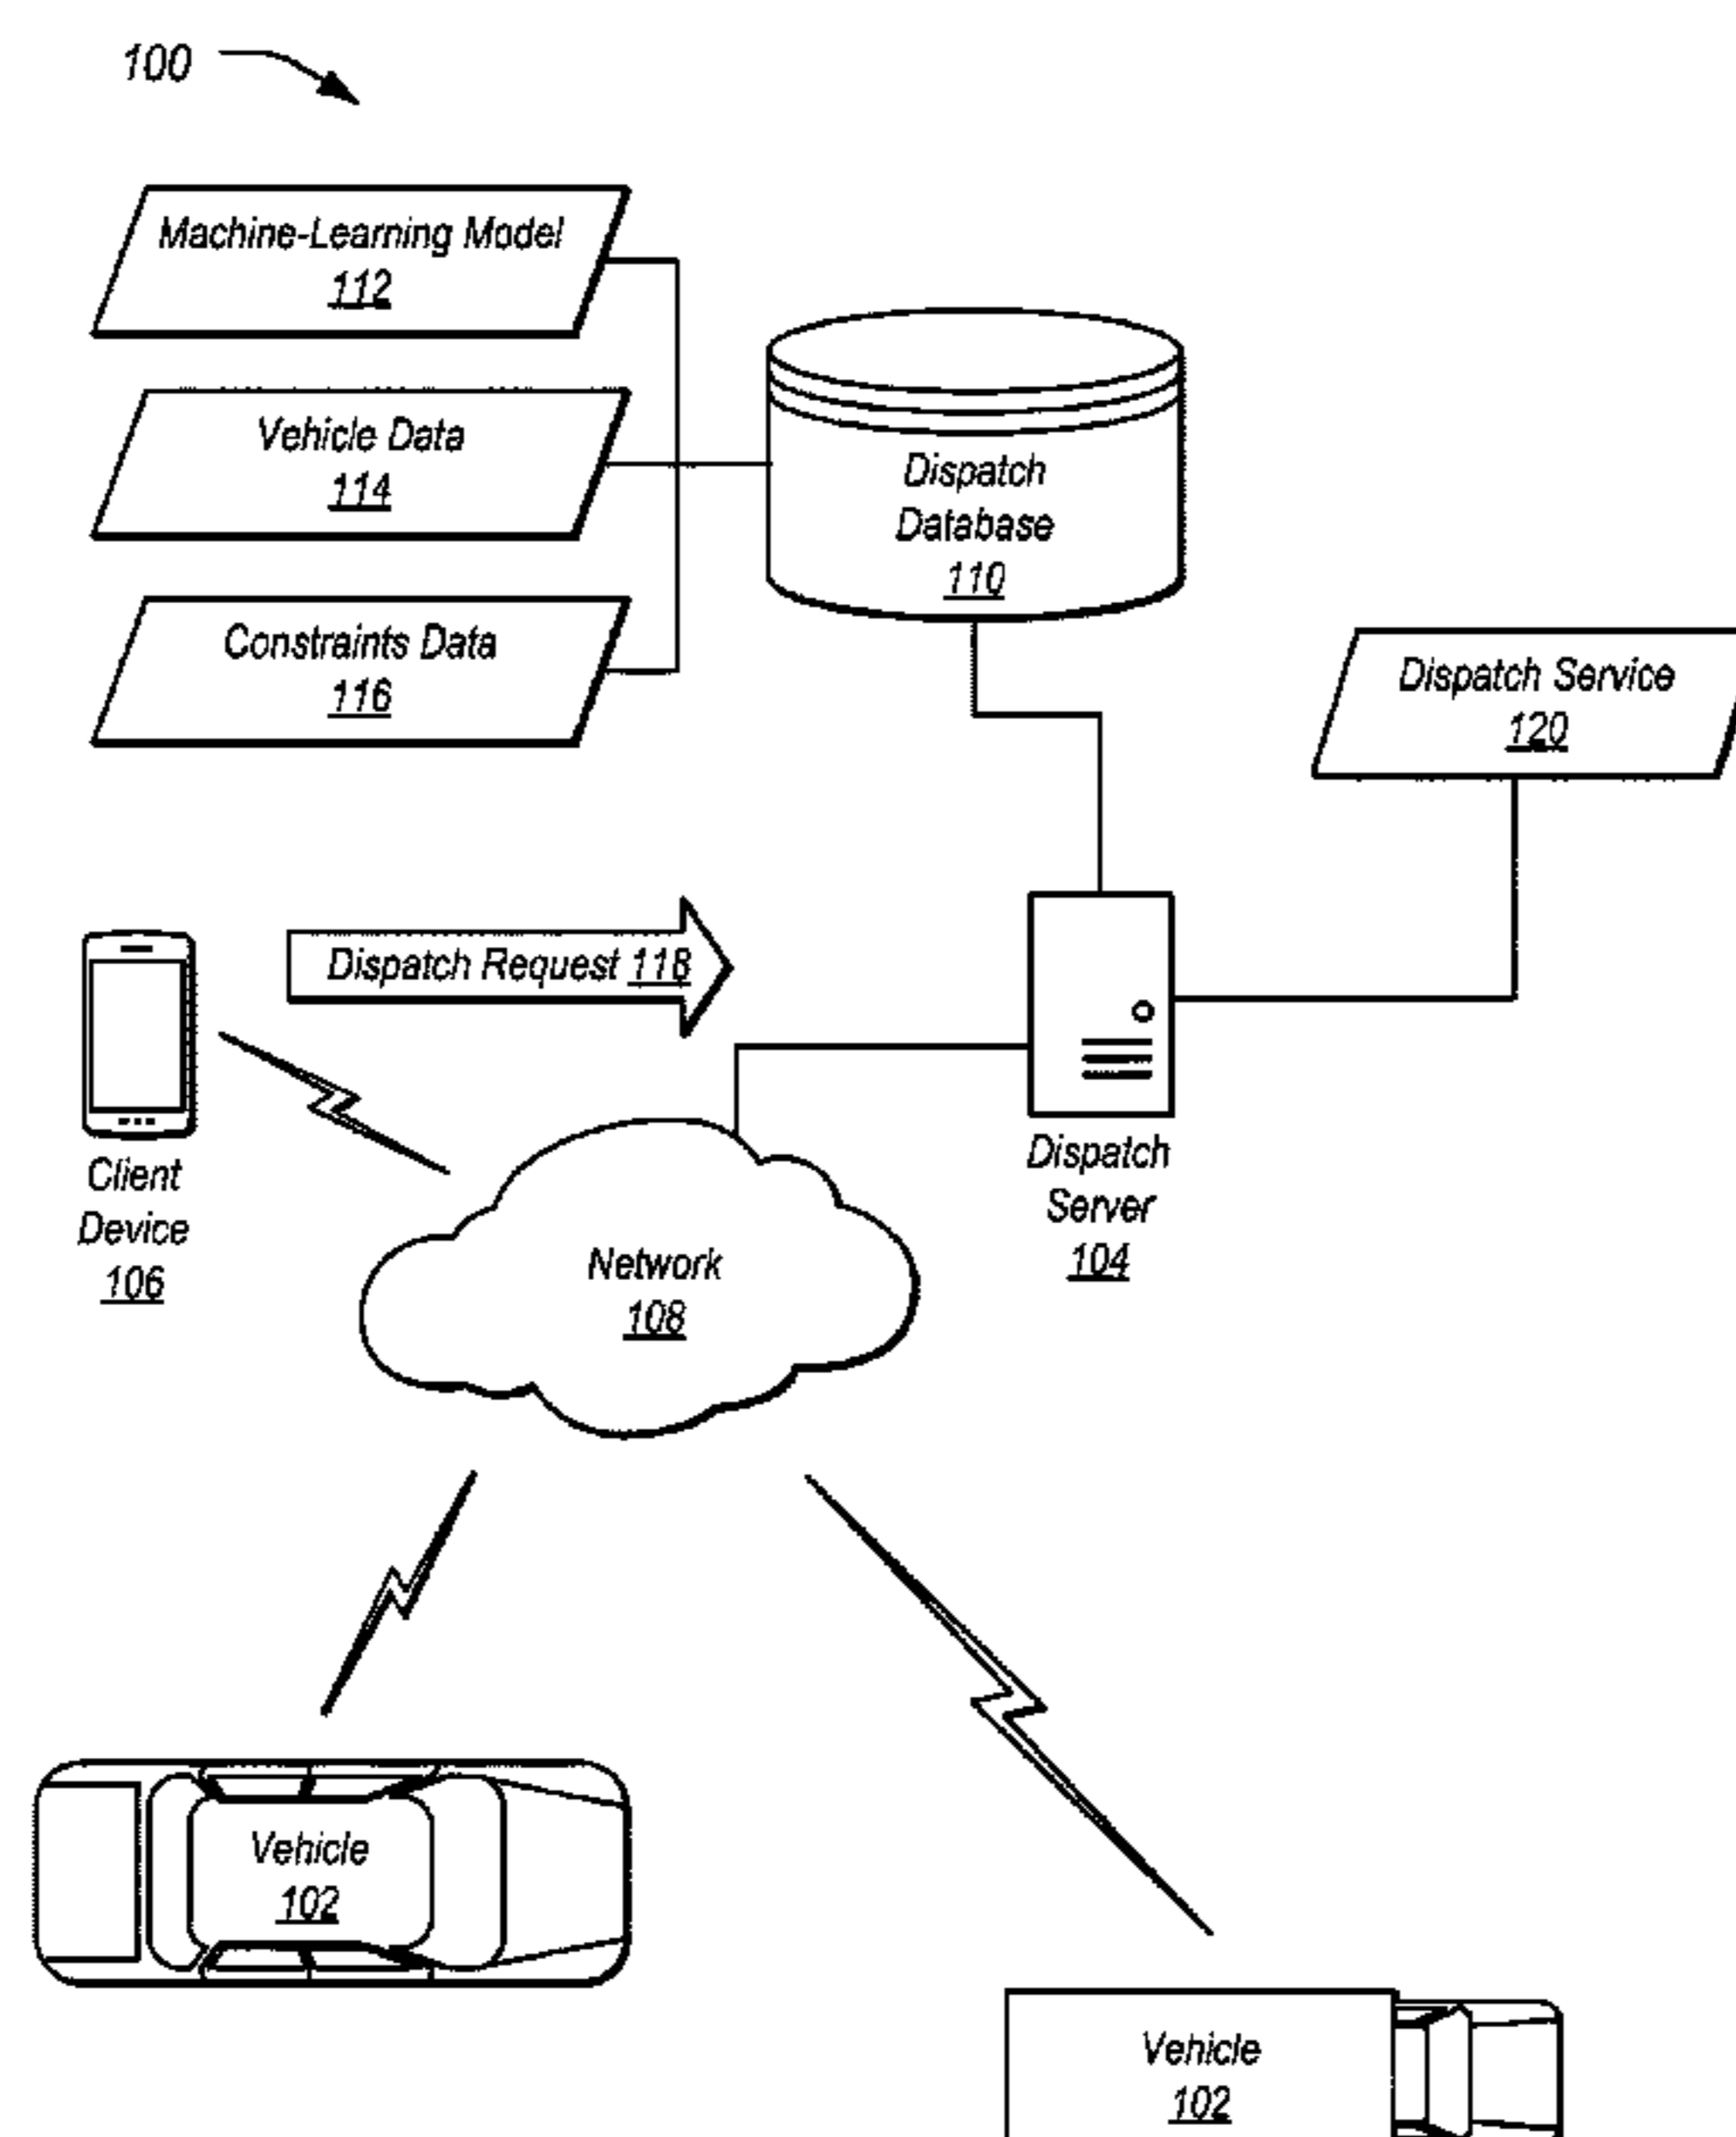 100
Machine-Learning Model
112
Vehicle Data
114
Dispatch
Database
110
Constraints Data
116
Dispatch Service
120
Dispatch Request 118
Client
Device
106
Dispatch
Server
104
Network
108
Vehicle
102
Vehicle
102